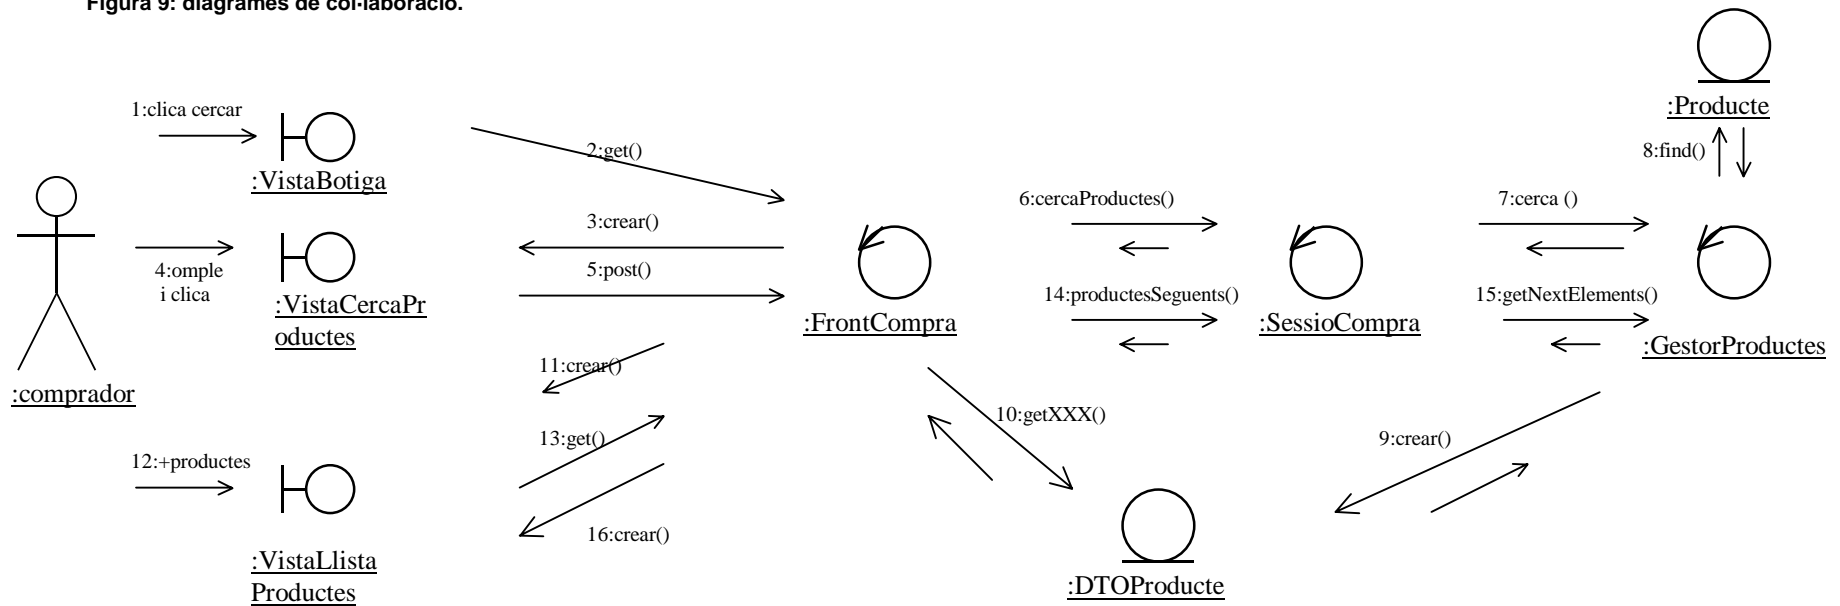 Figura 9: diagrames de col·laboració.
:Producte
1:clica cercar
:VistaBotiga
2:get()
8:find()
6:cercaProductes()
7:cerca ()
3:crear()
4:omple
i clica
5:post()
:VistaCercaPr
oductes
14:productesSeguents()
15:getNextElements()
:FrontCompra
:SessioCompra
:GestorProductes
:comprador
11:crear()
10:getXXX()
13:get()
9:crear()
12:+productes
16:crear()
:VistaLlista
Productes
:DTOProducte